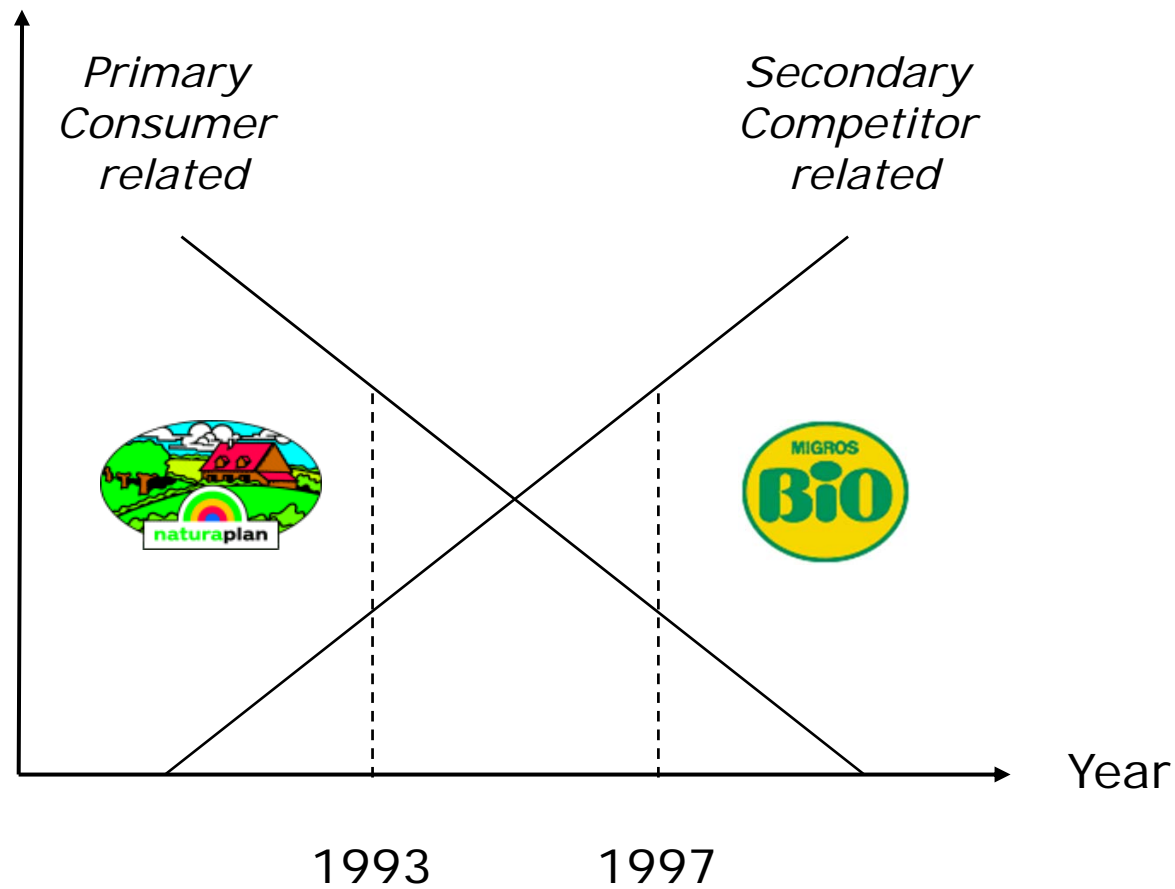 Primary
Consumer
related
Secondary
Competitor
related
naturaplan
MIGROS
BiO
Year
1993
1997